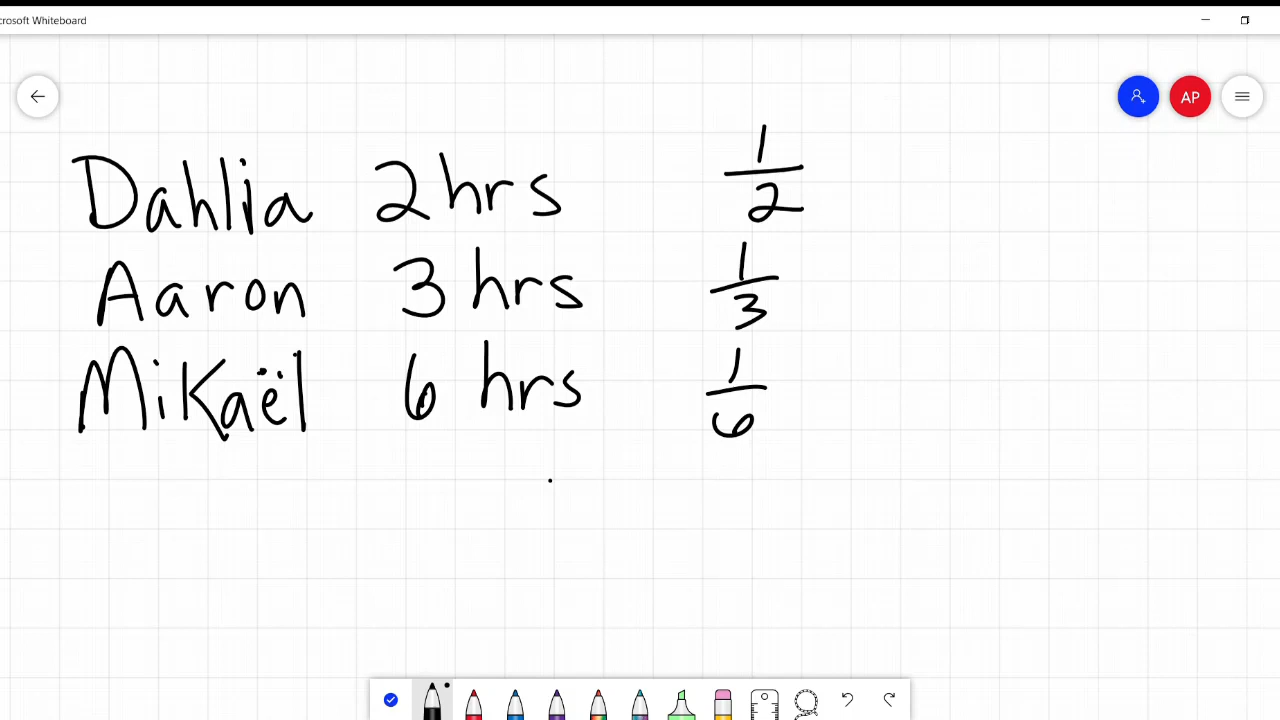 crosoft Whiteboard
AP
Dahlia 2 hrs 1/2
Aaron 3 hrs 1/3
Mikaël 6 hrs 1/6